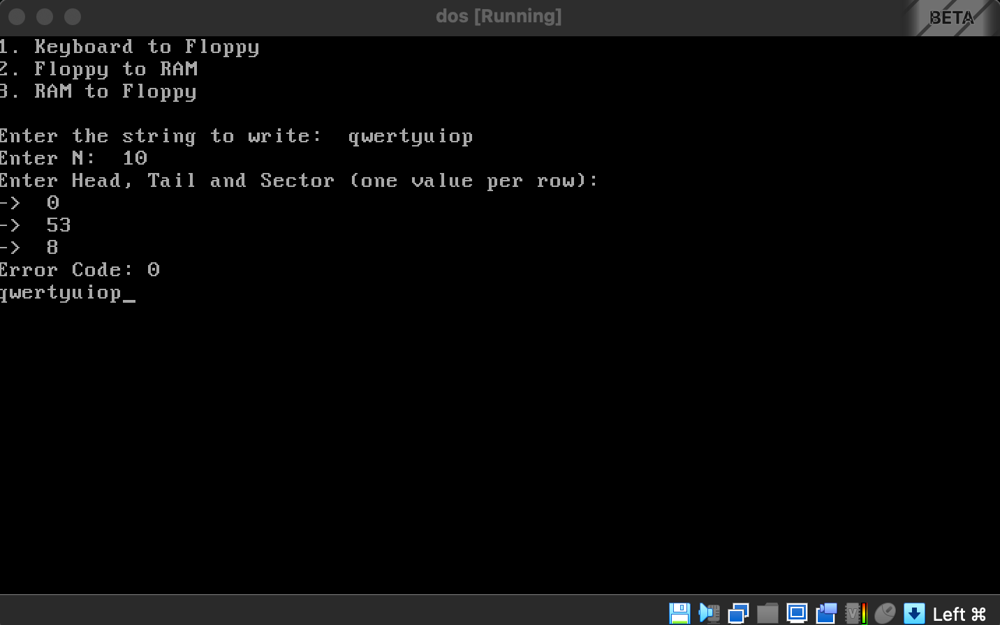 dos [Running]
BETA
1. Keyboard to Floppy
2. Floppy to RAM
3. RAM to Floppy
Enter the string to write:  qwertyuiop
Enter N:  10
Enter Head, Tail and Sector (one value per row):
->  0
->  53
->  8
Error Code: 0
qwertyuiop_
V
Left ⌘